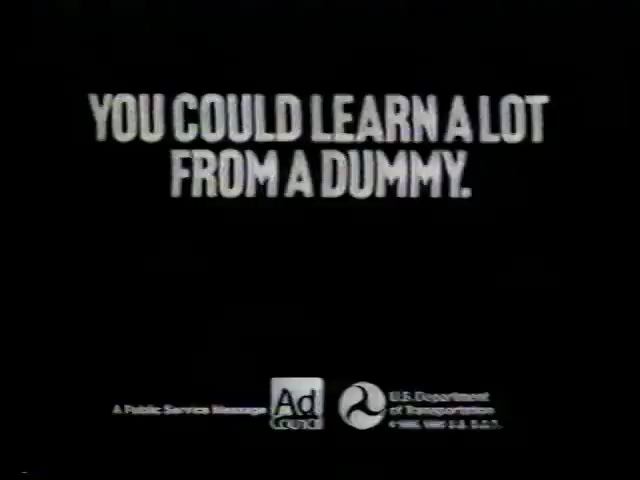 YOU COULD LEARN A LOT
FROM A DUMMY.
A Public Service Message
Ad
Council
U.S. Department
of Transportation
U.S. D.O.T.